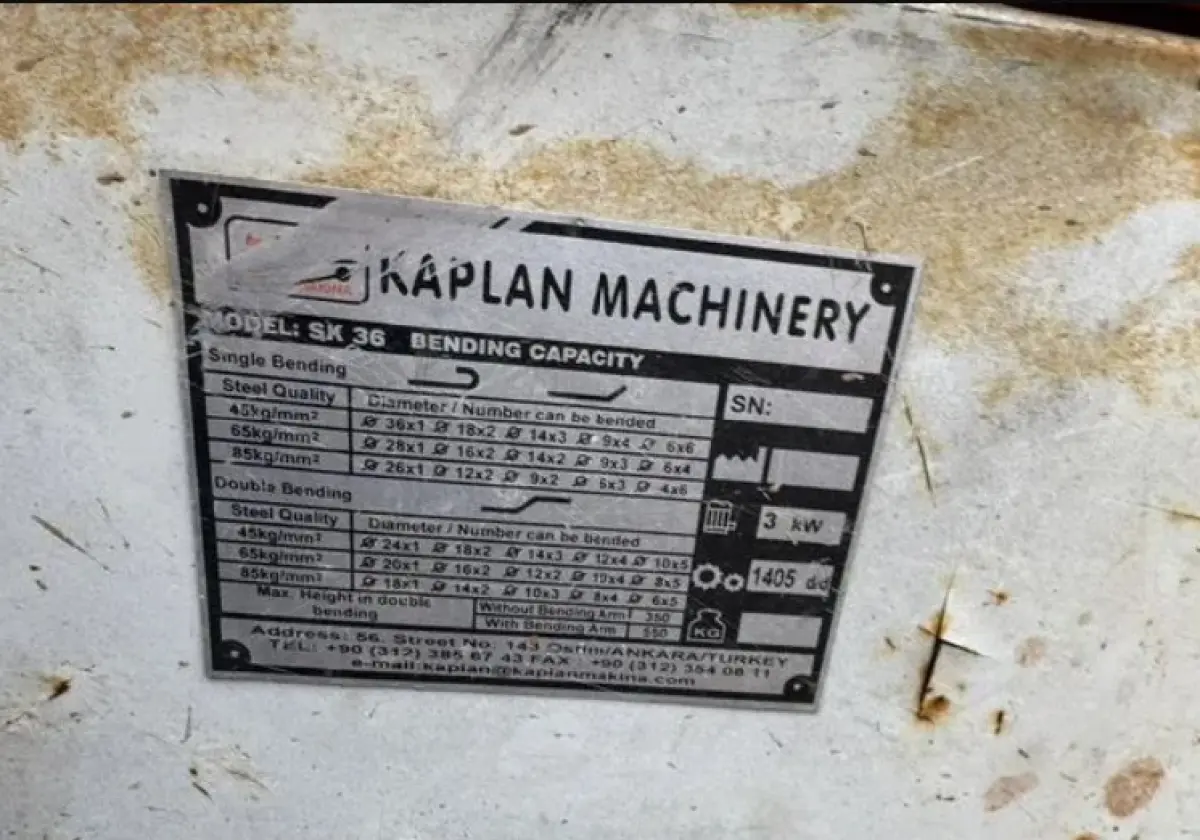 KAPLAN MACHINERY
MODEL: SK 36 BENDING CAPACITY
Single Bending
Steel Quality Diameter / Number can be bended
45kg/mm² Ø 36x1 Ø 18x2 Ø 14x3 Ø 9x4 Ø 6x6
65kg/mm² Ø 28x1 Ø 16x2 Ø 14x2 Ø 9x3 Ø 6x4
85kg/mm² Ø 26x1 Ø 12x2 Ø 9x2 Ø 6x3 Ø 4x6
Double Bending
Steel Quality Diameter / Number can be bended
45kg/mm² Ø 24x1 Ø 18x2 Ø 14x3 Ø 12x4 Ø 10x5
65kg/mm² Ø 20x1 Ø 16x2 Ø 12x2 Ø 10x4 Ø 8x5
85kg/mm² Ø 18x1 Ø 14x2 Ø 10x3 Ø 8x4 Ø 6x5
Max. Height in double bending
Without Bending Arm 350
With Bending Arm 550
SN:
3 kW
1405 d/d
KG
Address: 56. Street No: 143 Ostim/ANKARA/TURKEY
TEL: +90 (312) 385 67 43 FAX : +90 (312) 354 08 11
e-mail:kaplan@kaplanmakina.com